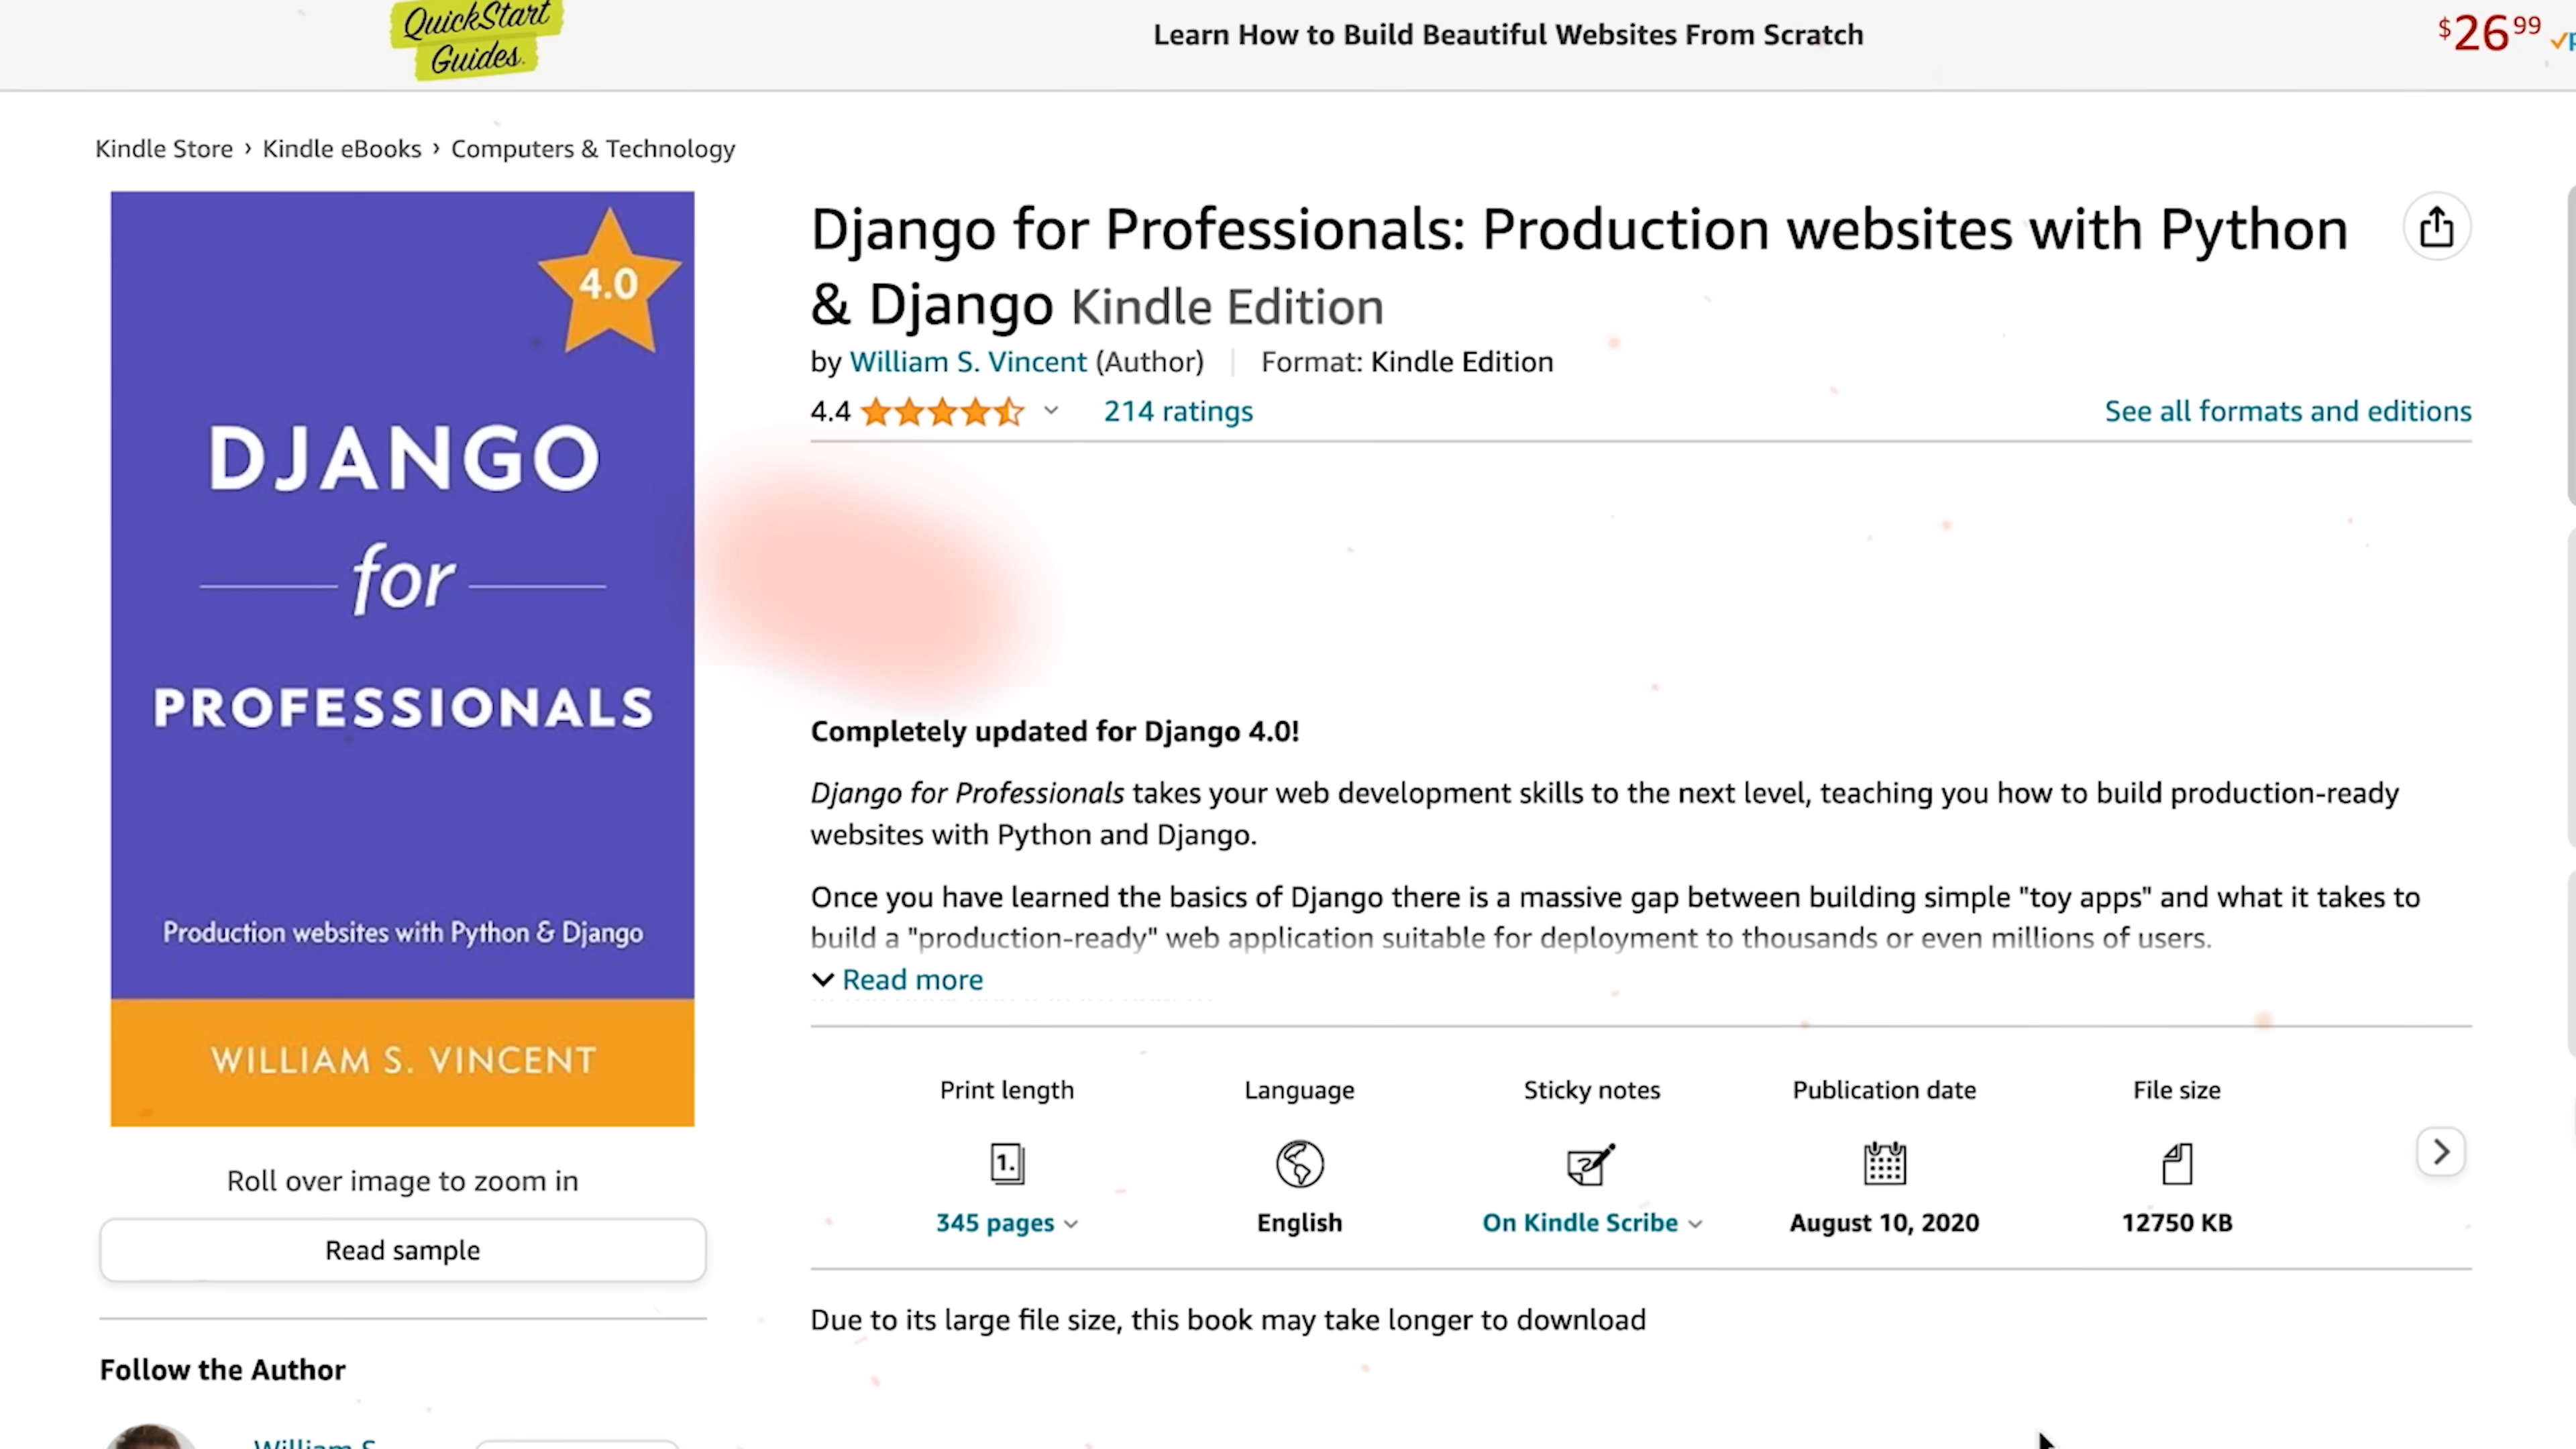 QuickStart
Guides.
Learn How to Build Beautiful Websites From Scratch
$26 99
Kindle Store › Kindle eBooks › Computers & Technology
4.0
DJANGO
for
PROFESSIONALS
Production websites with Python & Django
WILLIAM S. VINCENT
Roll over image to zoom in
Read sample
Follow the Author
William S.
Django for Professionals: Production websites with Python
& Django Kindle Edition
by William S. Vincent (Author) | Format: Kindle Edition
4.4 214 ratings
See all formats and editions
Completely updated for Django 4.0!
Django for Professionals takes your web development skills to the next level, teaching you how to build production-ready
websites with Python and Django.
Once you have learned the basics of Django there is a massive gap between building simple "toy apps" and what it takes to
build a "production-ready" web application suitable for deployment to thousands or even millions of users.
Read more
Print length
1.
345 pages
Language
English
Sticky notes
On Kindle Scribe
Publication date
August 10, 2020
File size
12750 KB
Due to its large file size, this book may take longer to download